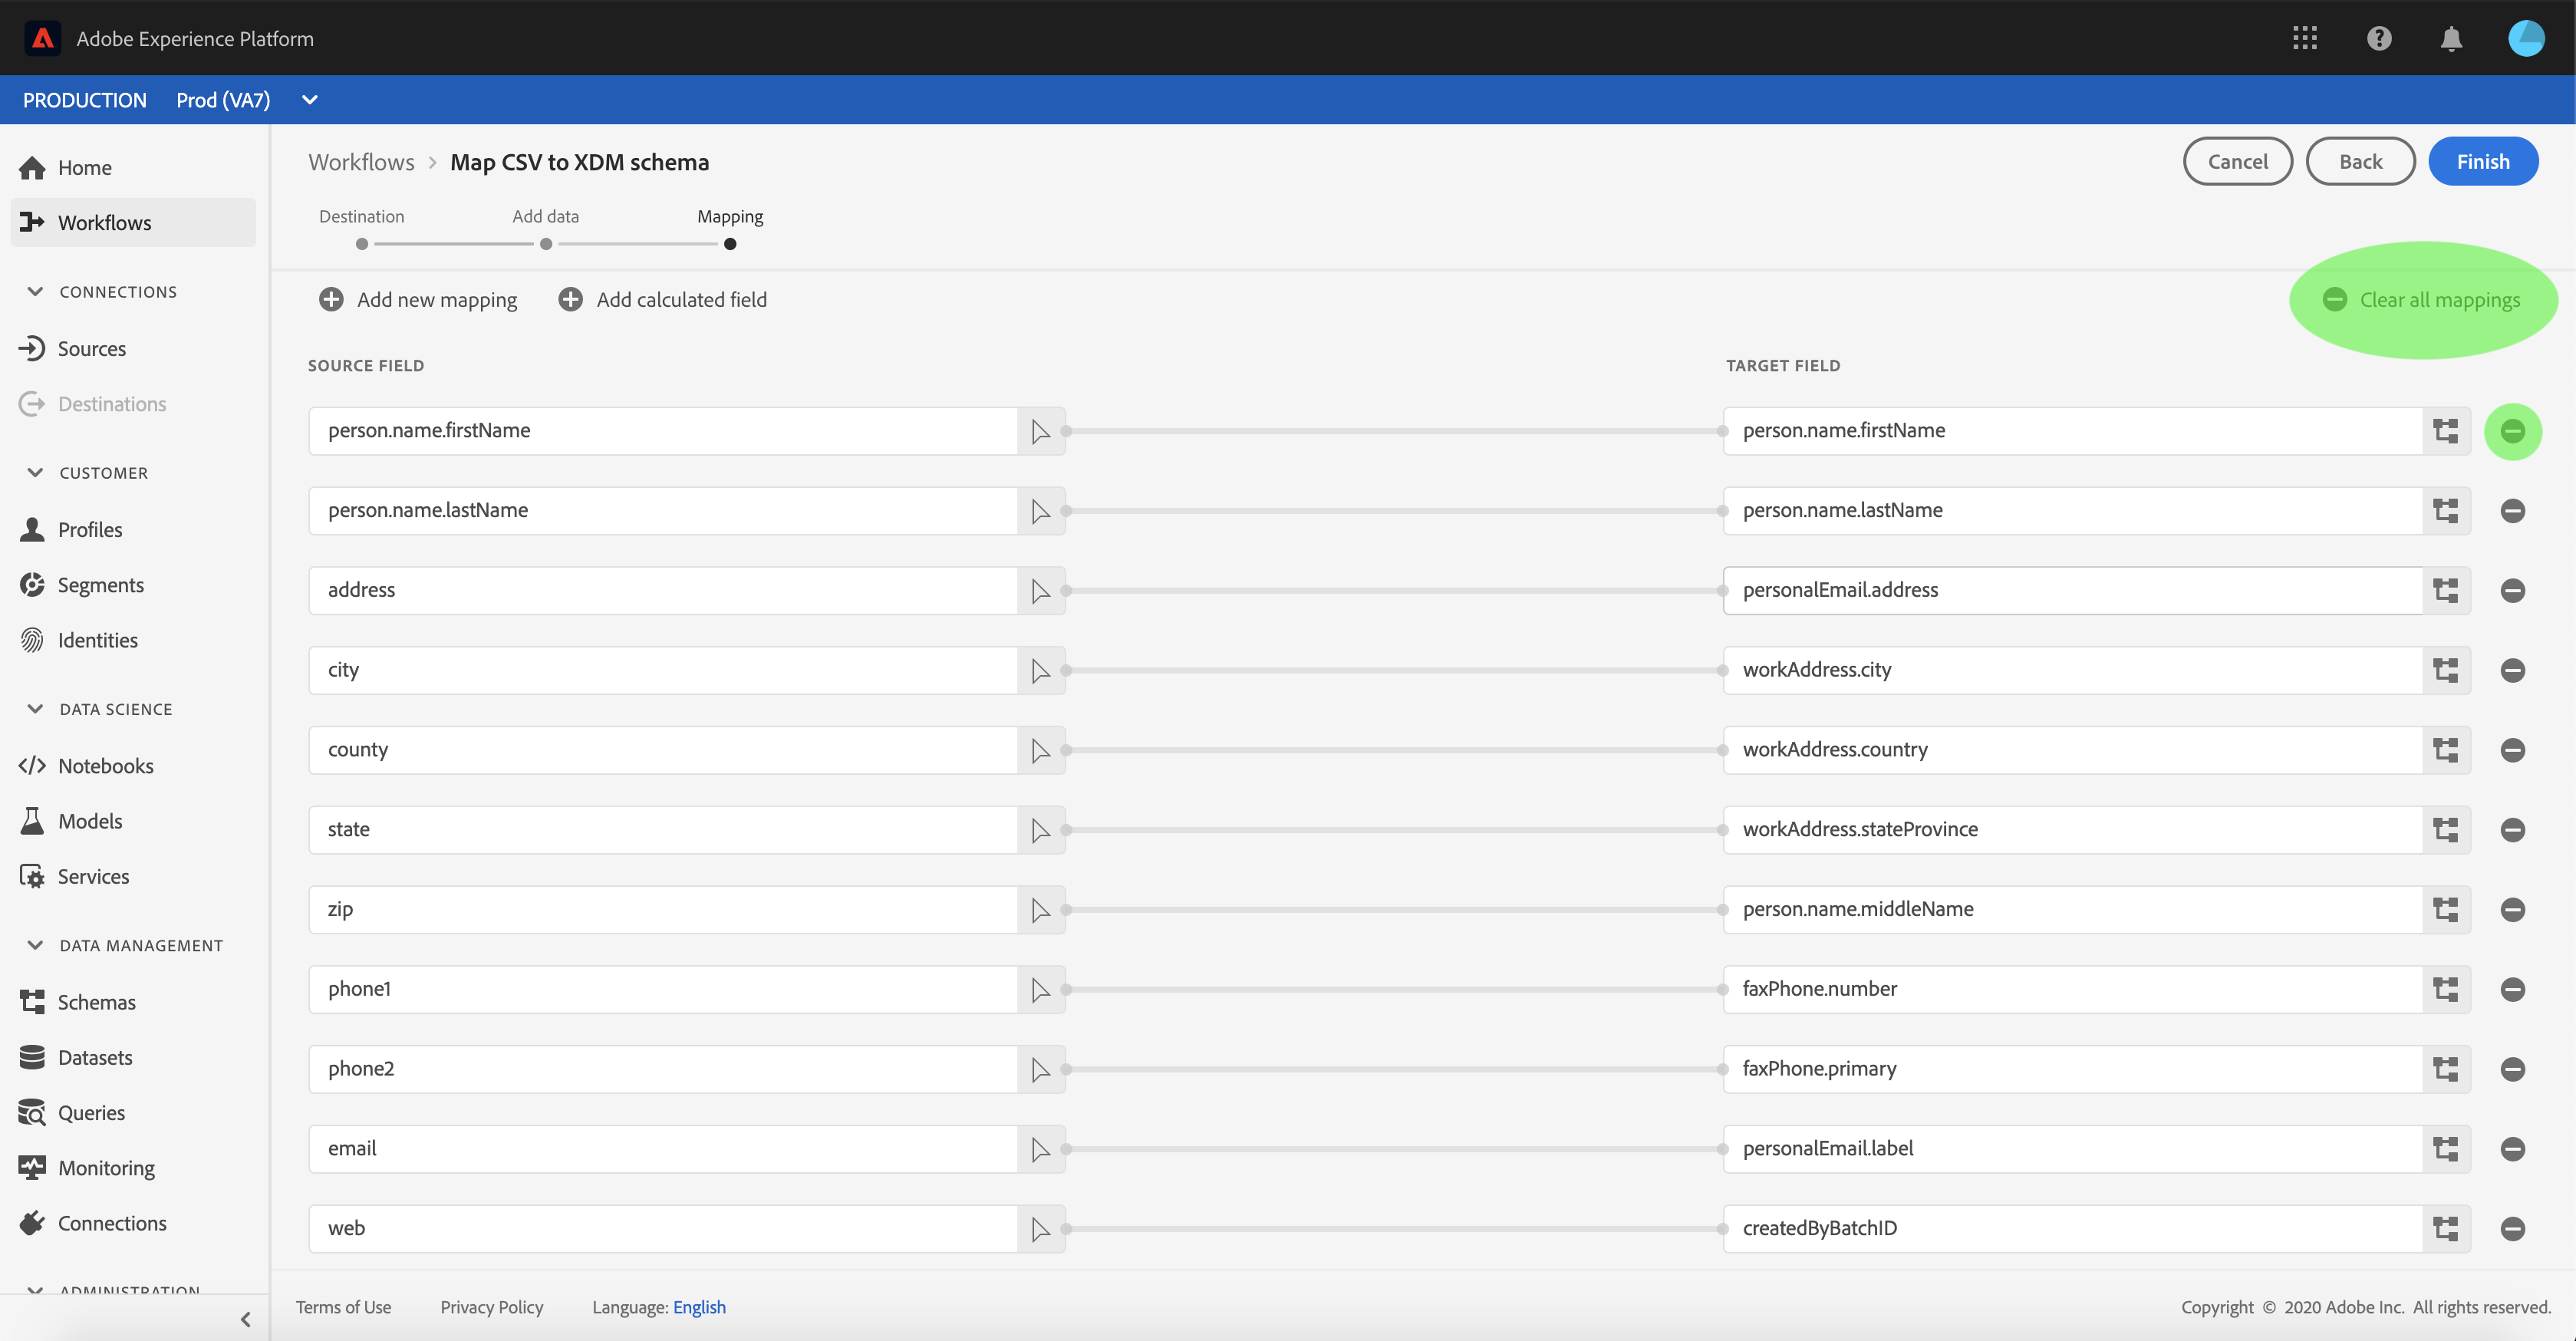 Adobe Experience Platform
PRODUCTION Prod (VA7)
Home
Workflows
CONNECTIONS
Sources
Destinations
CUSTOMER
Profiles
Segments
Identities
DATA SCIENCE
Notebooks
Models
Services
DATA MANAGEMENT
Schemas
Datasets
Queries
Monitoring
Connections
ADMINISTRATION
Workflows > Map CSV to XDM schema
Cancel Back Finish
Destination Add data Mapping
Add new mapping Add calculated field Clear all mappings
SOURCE FIELD TARGET FIELD
person.name.firstName person.name.firstName
person.name.lastName person.name.lastName
address personalEmail.address
city workAddress.city
county workAddress.country
state workAddress.stateProvince
zip person.name.middleName
phone1 faxPhone.number
phone2 faxPhone.primary
email personalEmail.label
web createdByBatchID
Terms of Use Privacy Policy Language: English Copyright © 2020 Adobe Inc. All rights reserved.